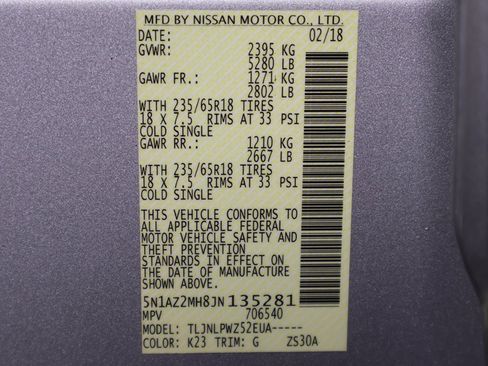 MFD BY NISSAN MOTOR CO., LTD.
DATE: 02/18
GVWR: 2395 KG
5280 LB
GAWR FR.: 1271 KG
2802 LB
WITH 235/65R18 TIRES
18 X 7.5 RIMS AT 33 PSI
COLD SINGLE
GAWR RR.: 1210 KG
2667 LB
WITH 235/65R18 TIRES
18 X 7.5 RIMS AT 33 PSI
COLD SINGLE
THIS VEHICLE CONFORMS TO
ALL APPLICABLE FEDERAL
MOTOR VEHICLE SAFETY AND
THEFT PREVENTION
STANDARDS IN EFFECT ON
THE DATE OF MANUFACTURE
SHOWN ABOVE.
5N1AZ2MH8JN135281
MPV 706540
MODEL: TLJNLPWZ52EUA-----
COLOR: K23 TRIM: G ZS30A